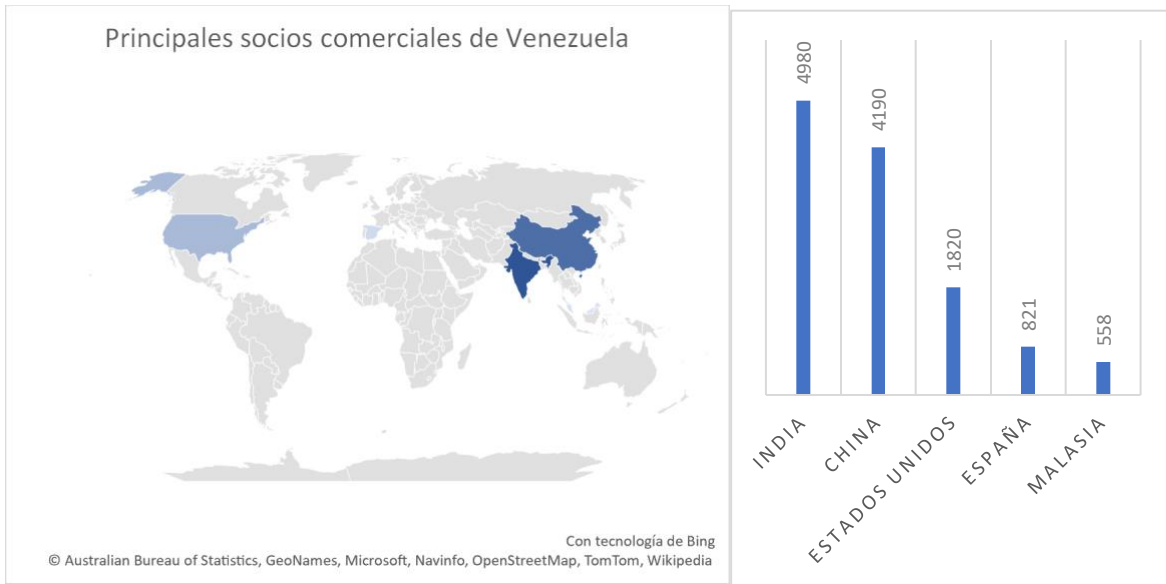 Principales socios comerciales de Venezuela
Con tecnología de Bing
© Australian Bureau of Statistics, GeoNames, Microsoft, Navinfo, OpenStreetMap, TomTom, Wikipedia
4980
4190
1820
821
558
INDIA
CHINA
ESTADOS UNIDOS
ESPAÑA
MALASIA